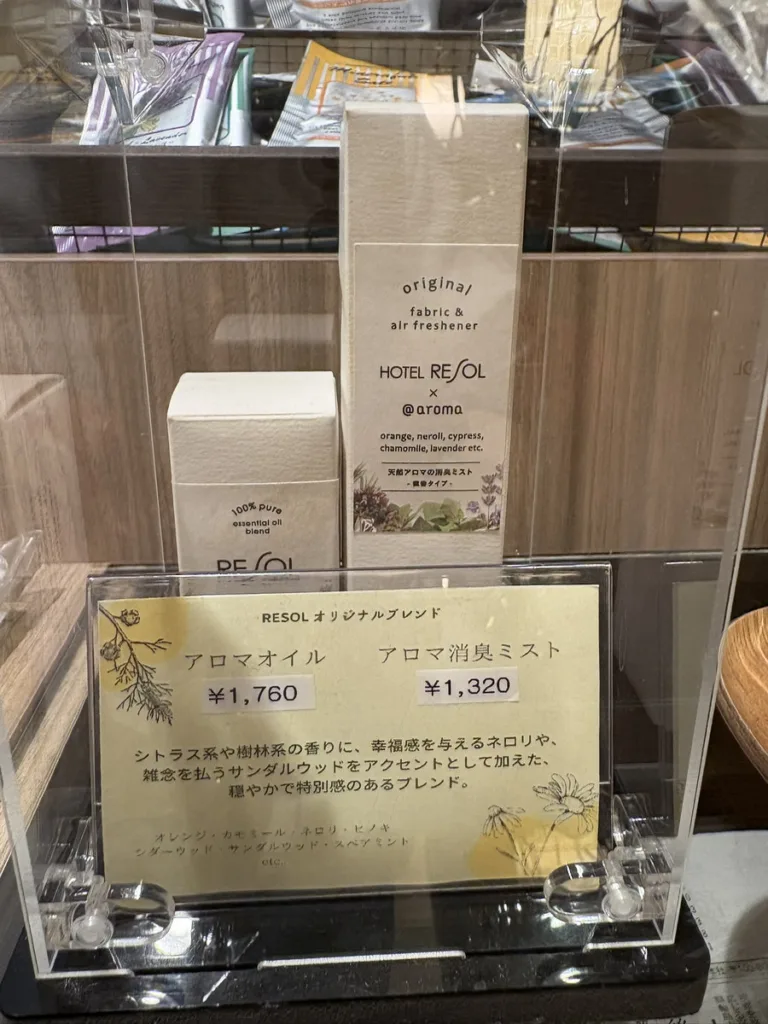 Lavender
original
fabric &
air freshener
HOTEL RESOL
×
@aroma
orange, neroli, cypress,
chamomile, lavender etc.
天然アロマの消臭ミスト
100% pure
essential oil
blend
RESOL
RESOL オリジナルブレンド
アロマオイル
¥1,760
アロマ消臭ミスト
¥1,320
シトラス系や樹林系の香りに、幸福感を与えるネロリや、
雑念を払うサンダルウッドをアクセントとして加えた、
穏やかで特別感のあるブレンド。
オレンジ・カモミール・ネロリ・ヒノキ
ンダーウッド・サンダルウッド・スペアミント
etc.